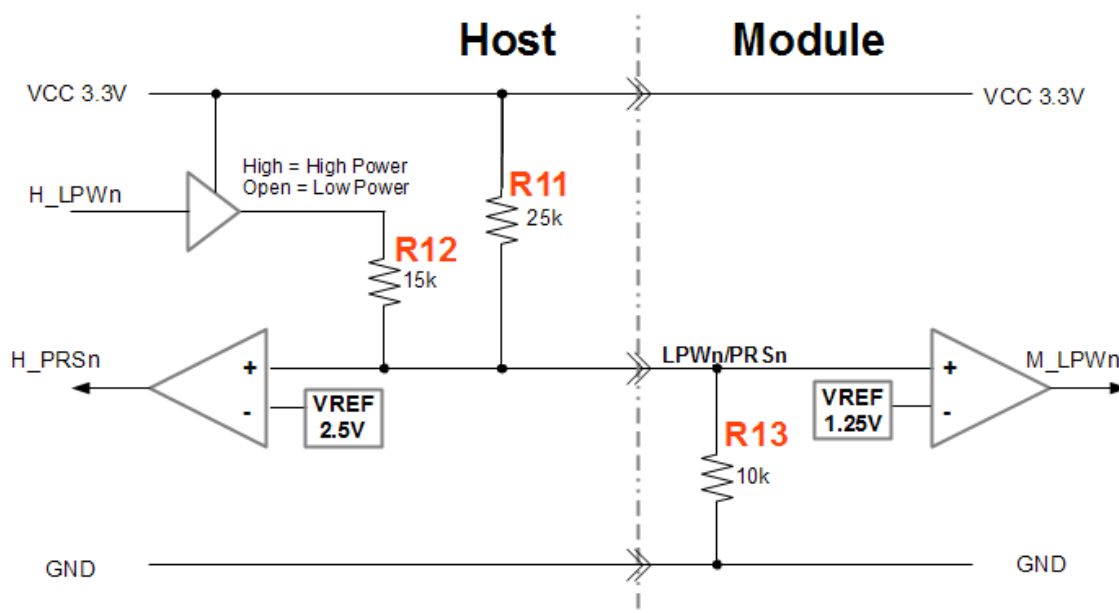 Host
Module
VCC 3.3V
VCC 3.3V
High = High Power
Open = Low Power
H_LPWn
R11
25k
R12
15k
H_PRSn
LPWn/PRSn
M_LPWn
+
-
VREF
2.5V
+
-
VREF
1.25V
R13
10k
GND
GND